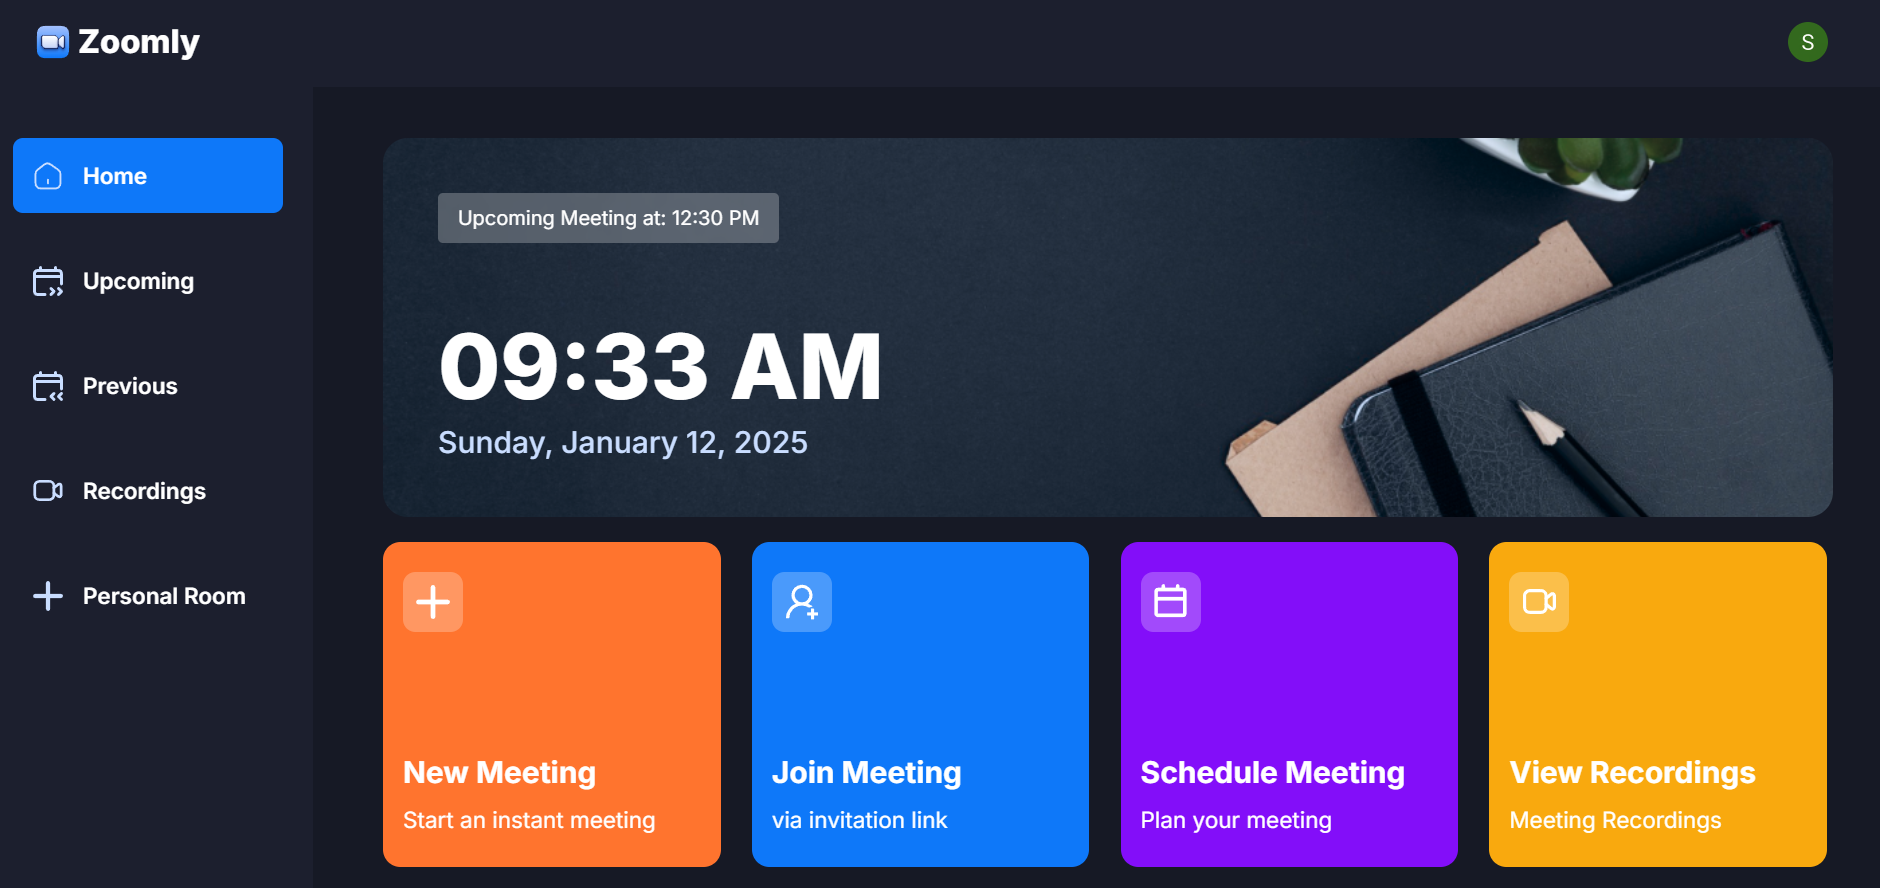 Zoomly
S
Home
Upcoming
Previous
Recordings
Personal Room
Upcoming Meeting at: 12:30 PM
09:33 AM
Sunday, January 12, 2025
New Meeting
Start an instant meeting
Join Meeting
via invitation link
Schedule Meeting
Plan your meeting
View Recordings
Meeting Recordings